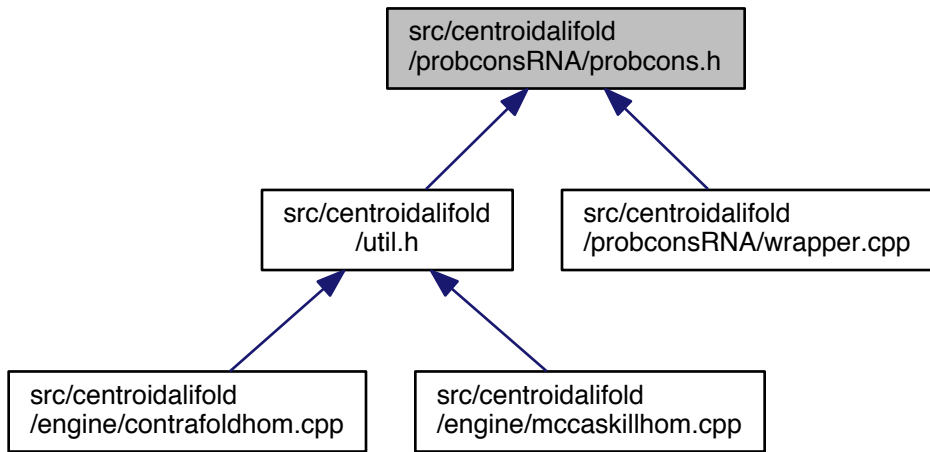 src/centroidalifold
/probconsRNA/probcons.h
src/centroidalifold
/util.h
src/centroidalifold
/probconsRNA/wrapper.cpp
src/centroidalifold
/engine/contrafoldhom.cpp
src/centroidalifold
/engine/mccaskillhom.cpp